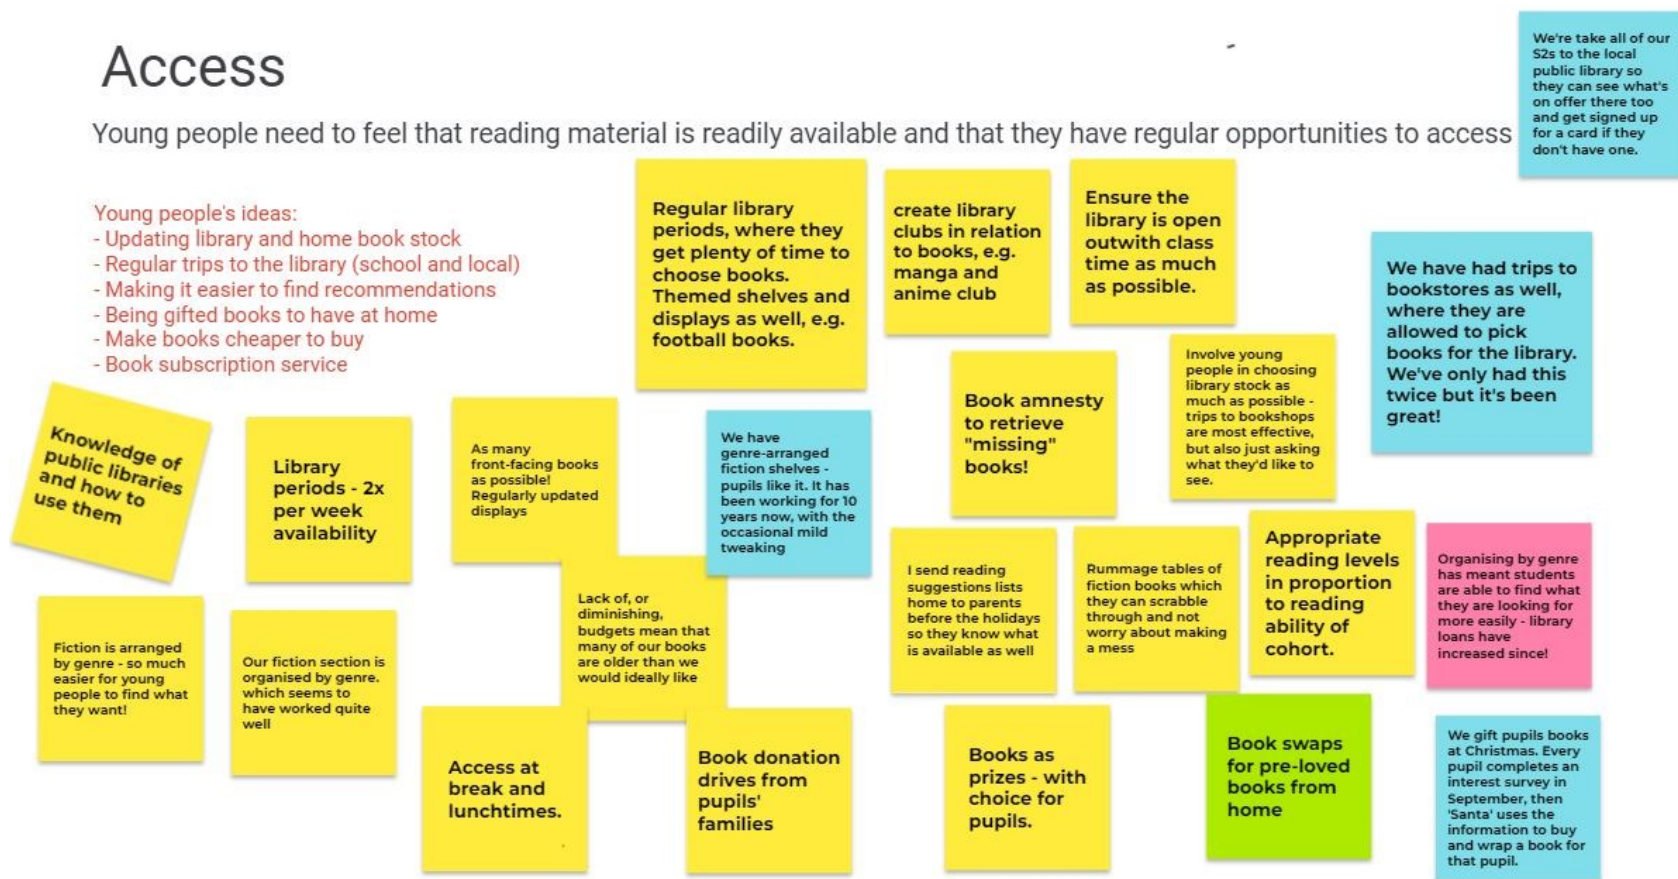 Access
Young people need to feel that reading material is readily available and that they have regular opportunities to access
We're take all of our
S2s to the local
public library so
they can see what's
on offer there too
and get signed up
for a card if they
don't have one.
Young people's ideas:
- Updating library and home book stock
- Regular trips to the library (school and local)
- Making it easier to find recommendations
- Being gifted books to have at home
- Make books cheaper to buy
- Book subscription service
Regular library
periods, where they
get plenty of time to
choose books.
Themed shelves and
displays as well, e.g.
football books.
create library
clubs in relation
to books, e.g.
manga and
anime club
Ensure the
library is open
outwith class
time as much
as possible.
We have had trips to
bookstores as well,
where they are
allowed to pick
books for the library.
We've only had this
twice but it's been
great!
Knowledge of
public libraries
and how to
use them
Library
periods - 2x
per week
availability
As many
front-facing books
as possible!
Regularly updated
displays
We have
genre-arranged
fiction shelves -
pupils like it. It has
been working for 10
years now, with the
occasional mild
tweaking
Book amnesty
to retrieve
"missing"
books!
Involve young
people in choosing
library stock as
much as possible -
trips to bookshops
are most effective,
but also just asking
what they'd like to
see.
Fiction is arranged
by genre - so much
easier for young
people to find what
they want!
Our fiction section is
organised by genre.
which seems to
have worked quite
well
Lack of, or
diminishing,
budgets mean that
many of our books
are older than we
would ideally like
I send reading
suggestions lists
home to parents
before the holidays
so they know what
is available as well
Rummage tables of
fiction books which
they can scrabble
through and not
worry about making
a mess
Appropriate
reading levels
in proportion
to reading
ability of
cohort.
Organising by genre
has meant students
are able to find what
they are looking for
more easily - library
loans have
increased since!
Access at
break and
lunchtimes.
Book donation
drives from
pupils'
families
Books as
prizes - with
choice for
pupils.
Book swaps
for pre-loved
books from
home
We gift pupils books
at Christmas. Every
pupil completes an
interest survey in
September, then
'Santa' uses the
information to buy
and wrap a book for
that pupil.